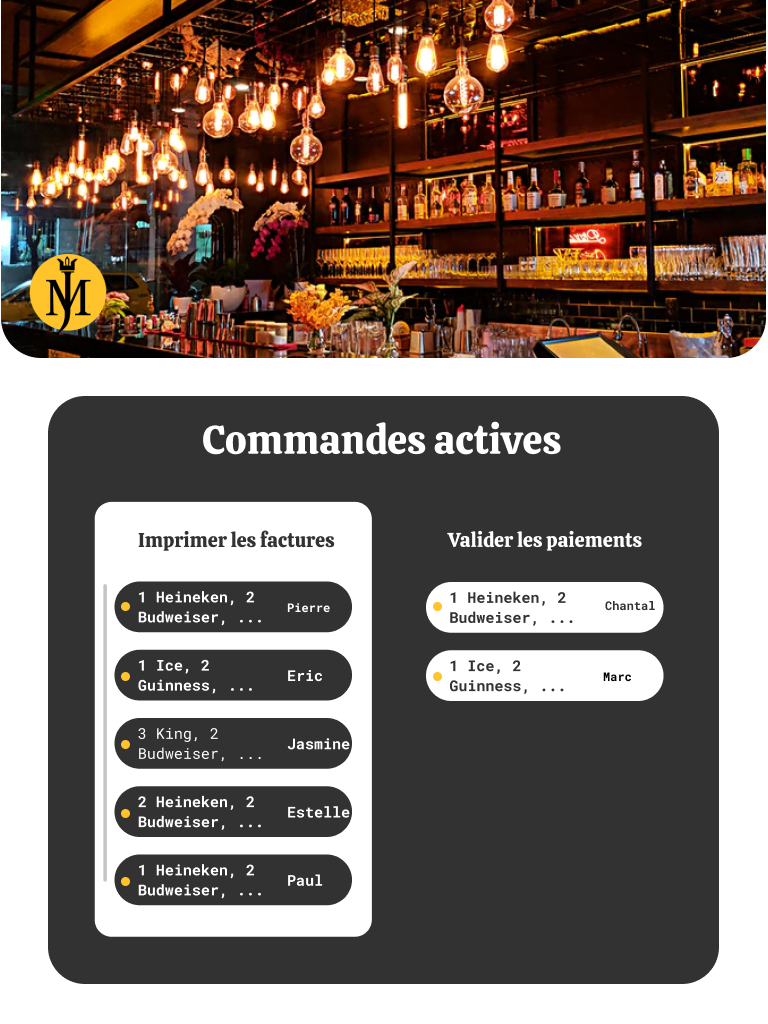 JM
Commandes actives
Imprimer les factures
1 Heineken, 2
Budweiser, ...
Pierre
1 Ice, 2
Guinness, ...
Eric
3 King, 2
Budweiser, ...
Jasmine
2 Heineken, 2
Budweiser, ...
Estelle
1 Heineken, 2
Budweiser, ...
Paul
Valider les paiements
1 Heineken, 2
Budweiser, ...
Chantal
1 Ice, 2
Guinness, ...
Marc